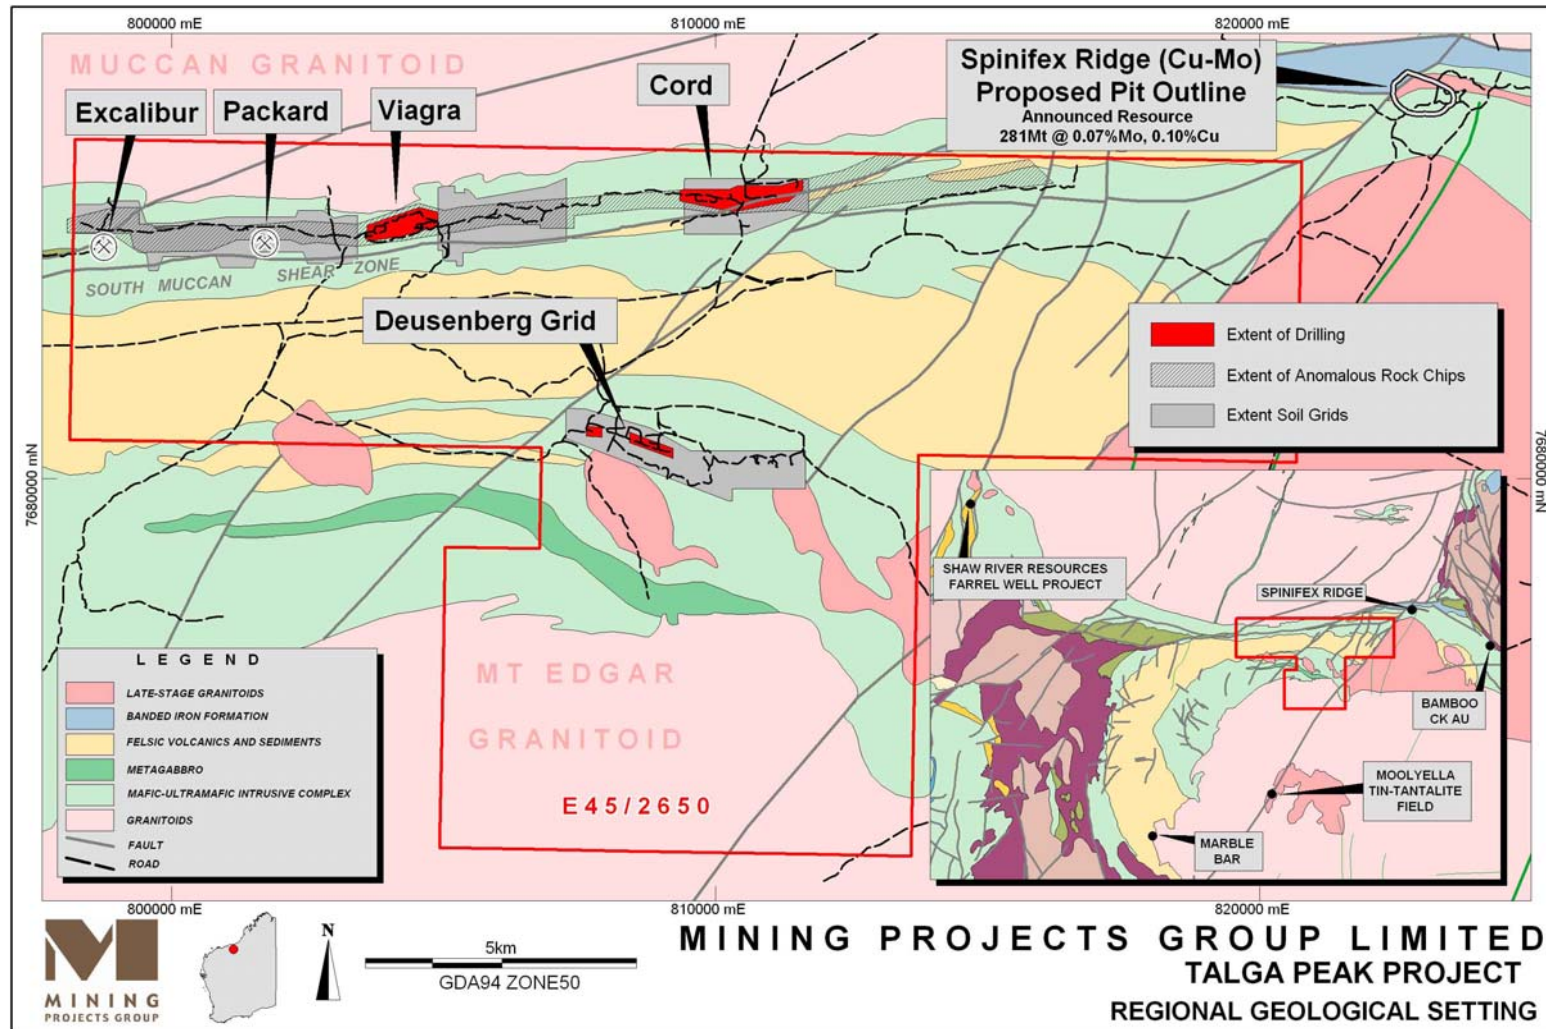 800000 mE
810000 mE
820000 mE
MUCCAN GRANITOID
Excalibur
Packard
Viagra
Cord
Spinifex Ridge (Cu-Mo)
Proposed Pit Outline
Announced Resource
281Mt @ 0.07%Mo, 0.10%Cu
SOUTH MUCCAN SHEAR ZONE
Deusenberg Grid
Extent of Drilling
Extent of Anomalous Rock Chips
Extent Soil Grids
7680000 mN
7680000 mN
SHAW RIVER RESOURCES
FARREL WELL PROJECT
SPINIFEX RIDGE
BAMBOO
CK AU
MOOLYELLA
TIN-TANTALITE
FIELD
MARBLE
BAR
MT EDGAR
GRANITOID
E45/2650
LEGEND
LATE-STAGE GRANITOIDS
BANDED IRON FORMATION
FELSIC VOLCANICS AND SEDIMENTS
METAGABBRO
MAFIC-ULTRAMAFIC INTRUSIVE COMPLEX
GRANITOIDS
FAULT
ROAD
800000 mE
810000 mE
820000 mE
M
MINING
PROJECTS GROUP
N
5km
GDA94 ZONE50
MINING PROJECTS GROUP LIMITED
TALGA PEAK PROJECT
REGIONAL GEOLOGICAL SETTING